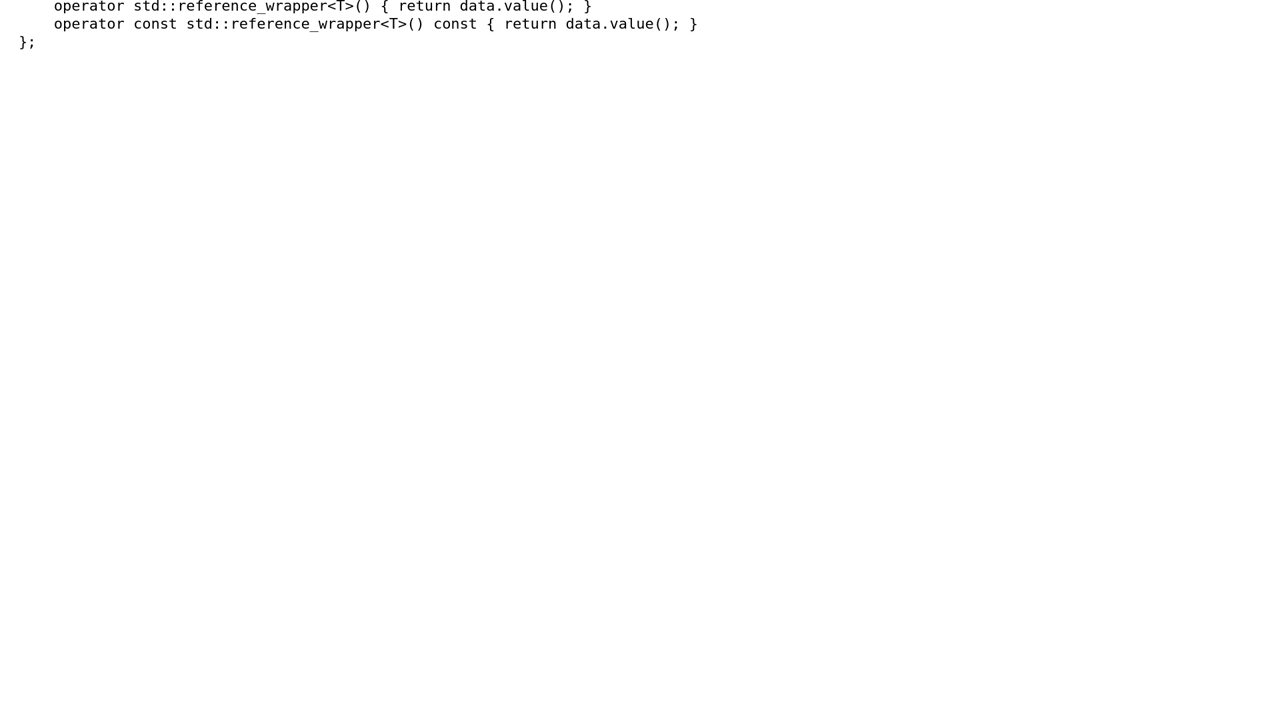 operator std::reference_wrapper<T>() { return data.value(); }
    operator const std::reference_wrapper<T>() const { return data.value(); }
};